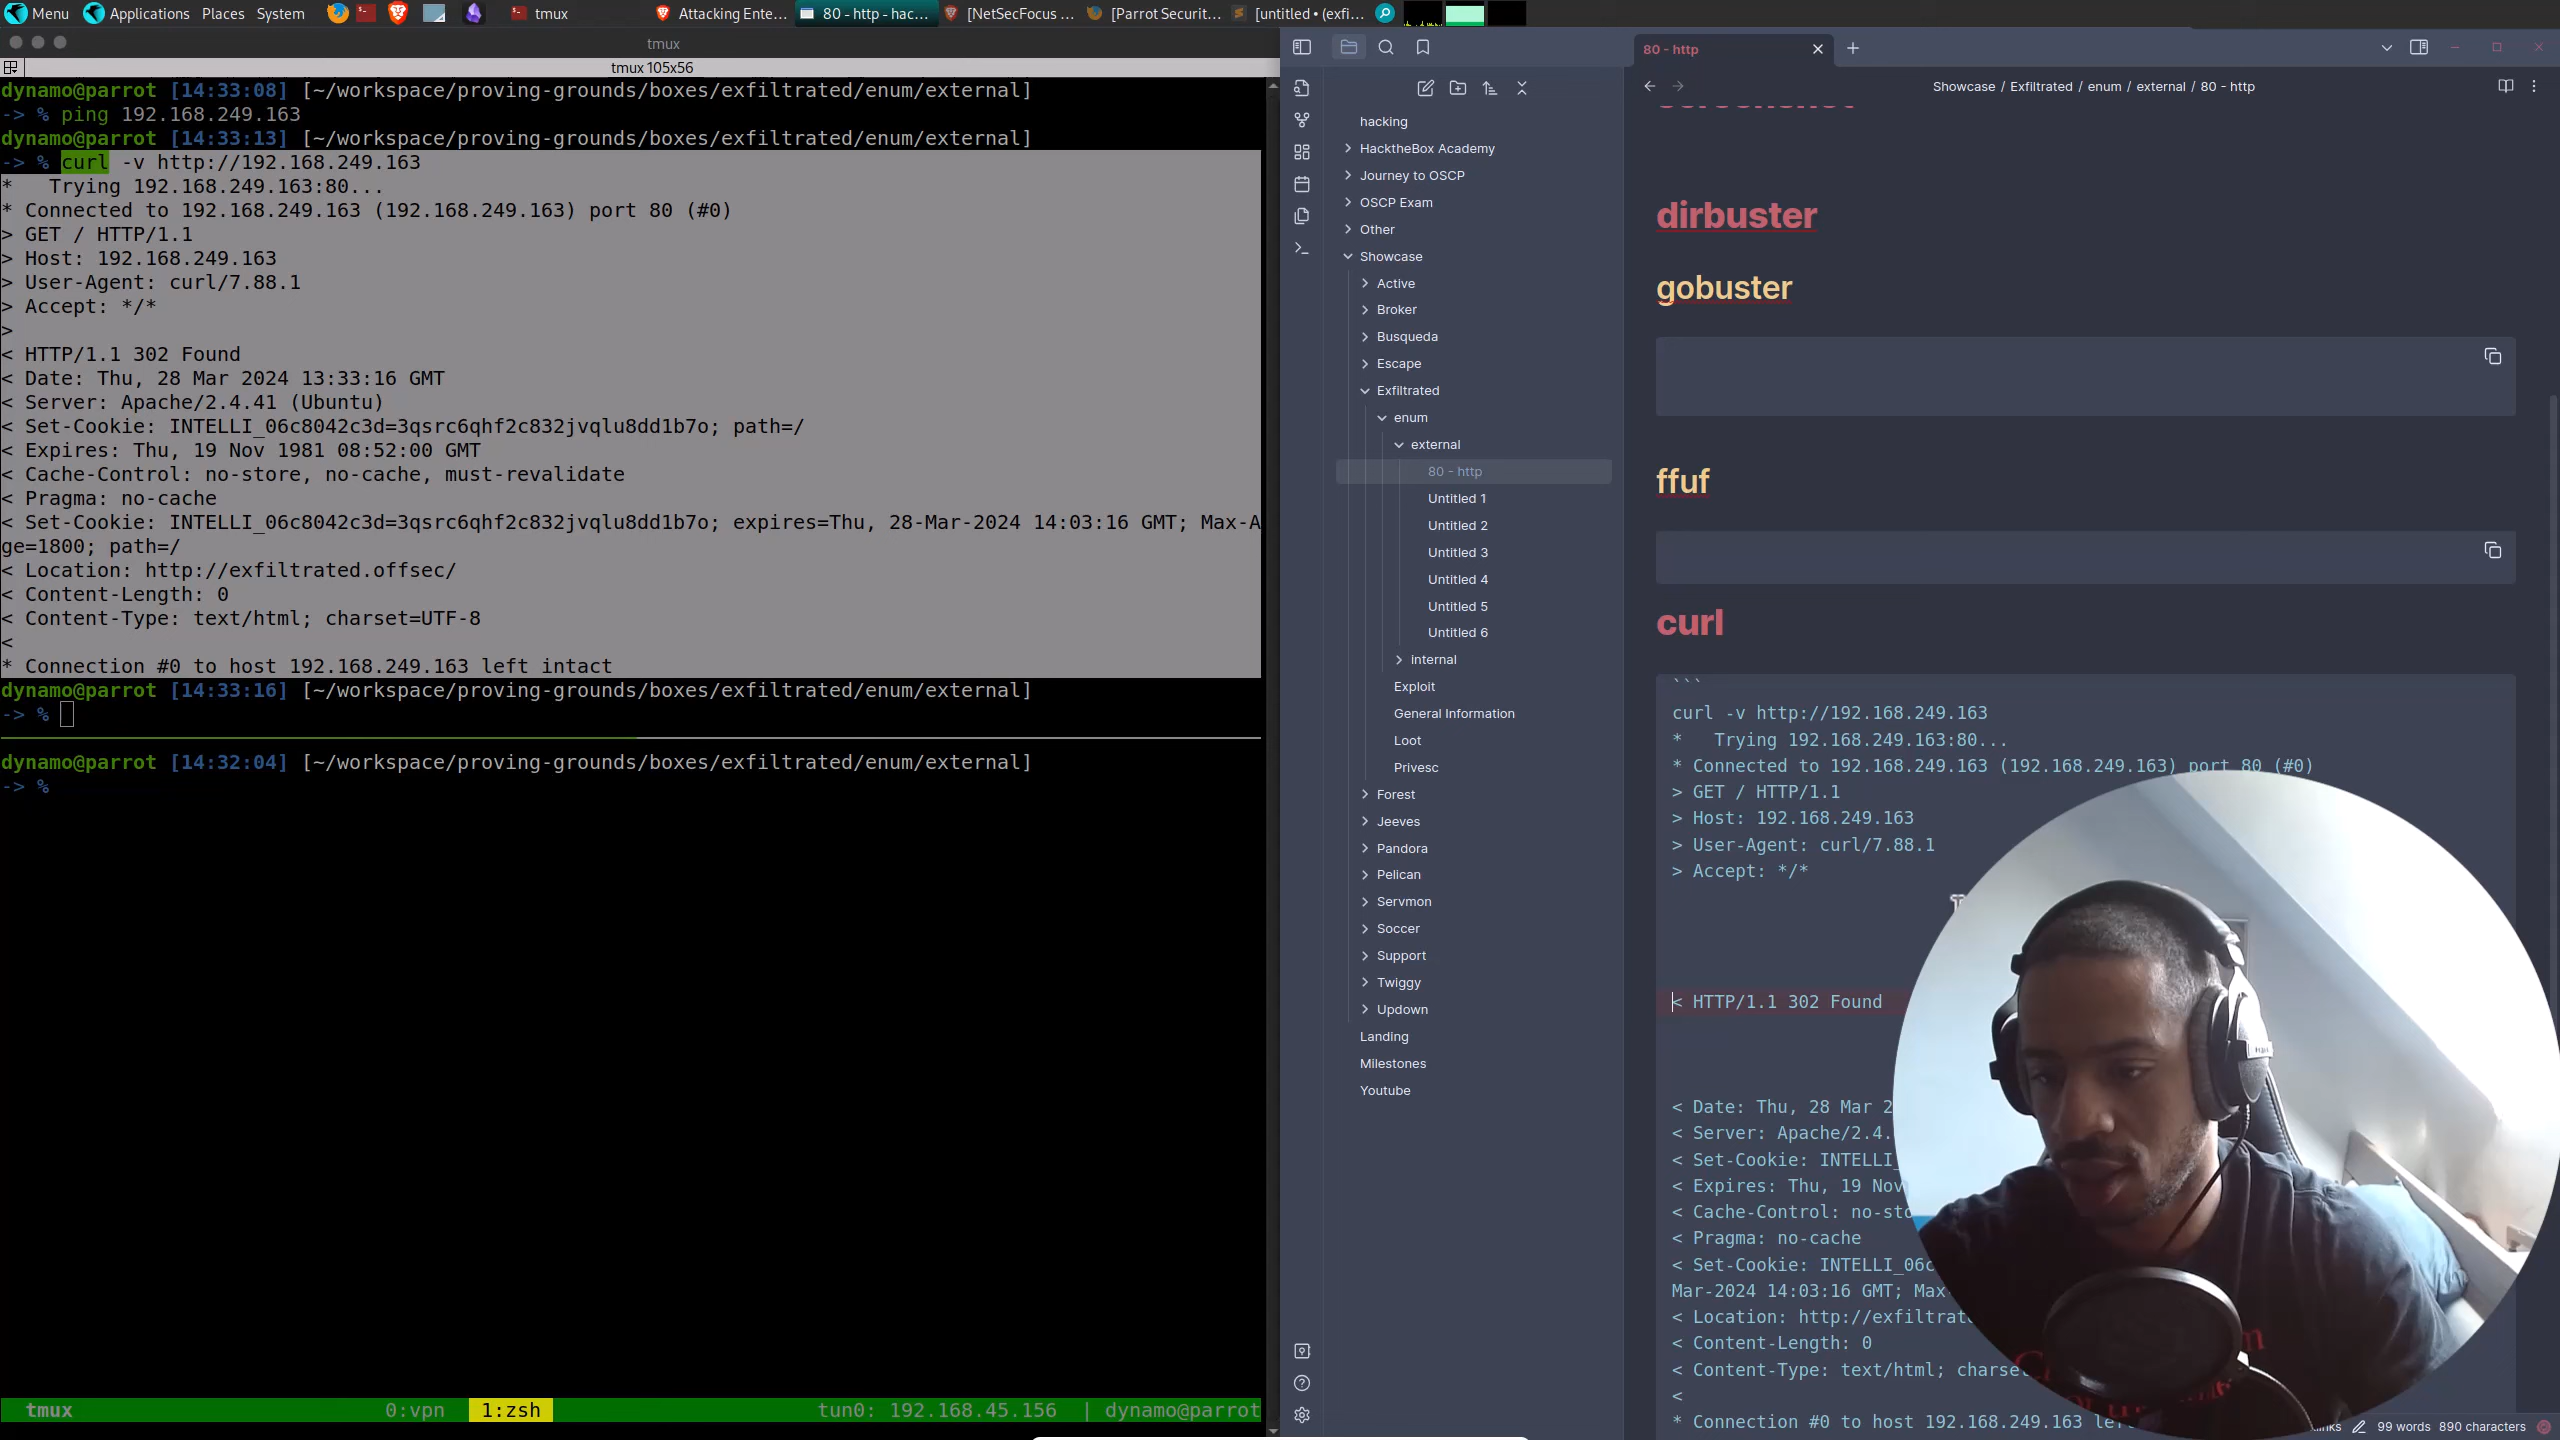 Menu Applications Places System tmux Attacking Ente... 80 - http - hac... [NetSecFocus ... [Parrot Securit... [untitled • (exfi...
tmux
tmux 105x56
dynamo@parrot [14:33:08] [~/workspace/proving-grounds/boxes/exfiltrated/enum/external]
-> % ping 192.168.249.163
dynamo@parrot [14:33:13] [~/workspace/proving-grounds/boxes/exfiltrated/enum/external]
-> % curl -v http://192.168.249.163
*   Trying 192.168.249.163:80...
* Connected to 192.168.249.163 (192.168.249.163) port 80 (#0)
> GET / HTTP/1.1
> Host: 192.168.249.163
> User-Agent: curl/7.88.1
> Accept: */*
>
< HTTP/1.1 302 Found
< Date: Thu, 28 Mar 2024 13:33:16 GMT
< Server: Apache/2.4.41 (Ubuntu)
< Set-Cookie: INTELLI_06c8042c3d=3qsrc6qhf2c832jvqlu8dd1b7o; path=/
< Expires: Thu, 19 Nov 1981 08:52:00 GMT
< Cache-Control: no-store, no-cache, must-revalidate
< Pragma: no-cache
< Set-Cookie: INTELLI_06c8042c3d=3qsrc6qhf2c832jvqlu8dd1b7o; expires=Thu, 28-Mar-2024 14:03:16 GMT; Max-A
ge=1800; path=/
< Location: http://exfiltrated.offsec/
< Content-Length: 0
< Content-Type: text/html; charset=UTF-8
<
* Connection #0 to host 192.168.249.163 left intact
dynamo@parrot [14:33:16] [~/workspace/proving-grounds/boxes/exfiltrated/enum/external]
-> %
dynamo@parrot [14:32:04] [~/workspace/proving-grounds/boxes/exfiltrated/enum/external]
-> %
tmux 0:vpn 1:zsh tun0: 192.168.45.156 | dynamo@parrot
hacking
HacktheBox Academy
Journey to OSCP
OSCP Exam
Other
Showcase
Active
Broker
Busqueda
Escape
Exfiltrated
enum
external
80 - http
Untitled 1
Untitled 2
Untitled 3
Untitled 4
Untitled 5
Untitled 6
internal
Exploit
General Information
Loot
Privesc
Forest
Jeeves
Pandora
Pelican
Servmon
Soccer
Support
Twiggy
Updown
Landing
Milestones
Youtube
80 - http
Showcase / Exfiltrated / enum / external / 80 - http
dirbuster
gobuster
ffuf
curl
```
curl -v http://192.168.249.163
*   Trying 192.168.249.163:80...
* Connected to 192.168.249.163 (192.168.249.163) port 80 (#0)
> GET / HTTP/1.1
> Host: 192.168.249.163
> User-Agent: curl/7.88.1
> Accept: */*
< HTTP/1.1 302 Found
< Date: Thu, 28 Mar 2
< Server: Apache/2.4.
< Set-Cookie: INTELLI_
< Expires: Thu, 19 Nov
< Cache-Control: no-sto
< Pragma: no-cache
< Set-Cookie: INTELLI_06c
Mar-2024 14:03:16 GMT; Max
< Location: http://exfiltrat
< Content-Length: 0
< Content-Type: text/html; charse
<
* Connection #0 to host 192.168.249.163 le
99 words 890 characters